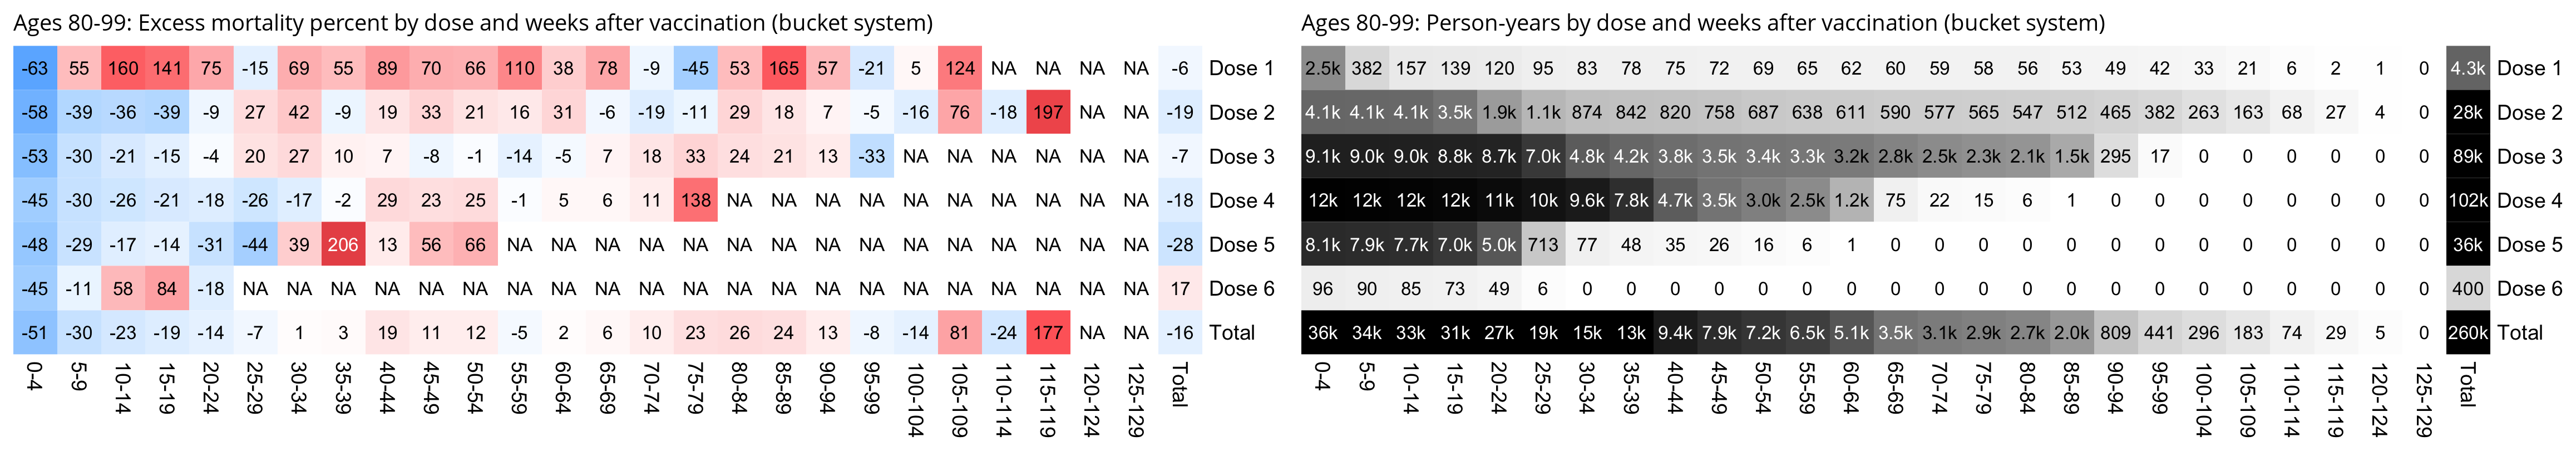 Ages 80-99: Excess mortality percent by dose and weeks after vaccination (bucket system)
-63 55 160 141 75 -15 69 55 89 70 66 110 38 78 -9 -45 53 165 57 -21 5 124 NA NA NA NA -6 Dose 1
-58 -39 -36 -39 -9 27 42 -9 19 33 21 16 31 -6 -19 -11 29 18 7 -5 -16 76 -18 197 NA NA -19 Dose 2
-53 -30 -21 -15 -4 20 27 10 7 -8 -1 -14 -5 7 18 33 24 21 13 -33 NA NA NA NA NA NA -7 Dose 3
-45 -30 -26 -21 -18 -26 -17 -2 29 23 25 -1 5 6 11 138 NA NA NA NA NA NA NA NA NA NA -18 Dose 4
-48 -29 -17 -14 -31 -44 39 206 13 56 66 NA NA NA NA NA NA NA NA NA NA NA NA NA NA NA -28 Dose 5
-45 -11 58 84 -18 NA NA NA NA NA NA NA NA NA NA NA NA NA NA NA NA NA NA NA NA NA 17 Dose 6
-51 -30 -23 -19 -14 -7 1 3 19 11 12 -5 2 6 10 23 26 24 13 -8 -14 81 -24 177 NA NA -16 Total
0-4 5-9 10-14 15-19 20-24 25-29 30-34 35-39 40-44 45-49 50-54 55-59 60-64 65-69 70-74 75-79 80-84 85-89 90-94 95-99 100-104 105-109 110-114 115-119 120-124 125-129 Total
Ages 80-99: Person-years by dose and weeks after vaccination (bucket system)
2.5k 382 157 139 120 95 83 78 75 72 69 65 62 60 59 58 56 53 49 42 33 21 6 2 1 0 4.3k Dose 1
4.1k 4.1k 4.1k 3.5k 1.9k 1.1k 874 842 820 758 687 638 611 590 577 565 547 512 465 382 263 163 68 27 4 0 28k Dose 2
9.1k 9.0k 9.0k 8.8k 8.7k 7.0k 4.8k 4.2k 3.8k 3.5k 3.4k 3.3k 3.2k 2.8k 2.5k 2.3k 2.1k 1.5k 295 17 0 0 0 0 0 0 89k Dose 3
12k 12k 12k 12k 11k 10k 9.6k 7.8k 4.7k 3.5k 3.0k 2.5k 1.2k 75 22 15 6 1 0 0 0 0 0 0 0 0 102k Dose 4
8.1k 7.9k 7.7k 7.0k 5.0k 713 77 48 35 26 16 6 1 0 0 0 0 0 0 0 0 0 0 0 0 0 36k Dose 5
96 90 85 73 49 6 0 0 0 0 0 0 0 0 0 0 0 0 0 0 0 0 0 0 0 0 400 Dose 6
36k 34k 33k 31k 27k 19k 15k 13k 9.4k 7.9k 7.2k 6.5k 5.1k 3.5k 3.1k 2.9k 2.7k 2.0k 809 441 296 183 74 29 5 0 260k Total
0-4 5-9 10-14 15-19 20-24 25-29 30-34 35-39 40-44 45-49 50-54 55-59 60-64 65-69 70-74 75-79 80-84 85-89 90-94 95-99 100-104 105-109 110-114 115-119 120-124 125-129 Total